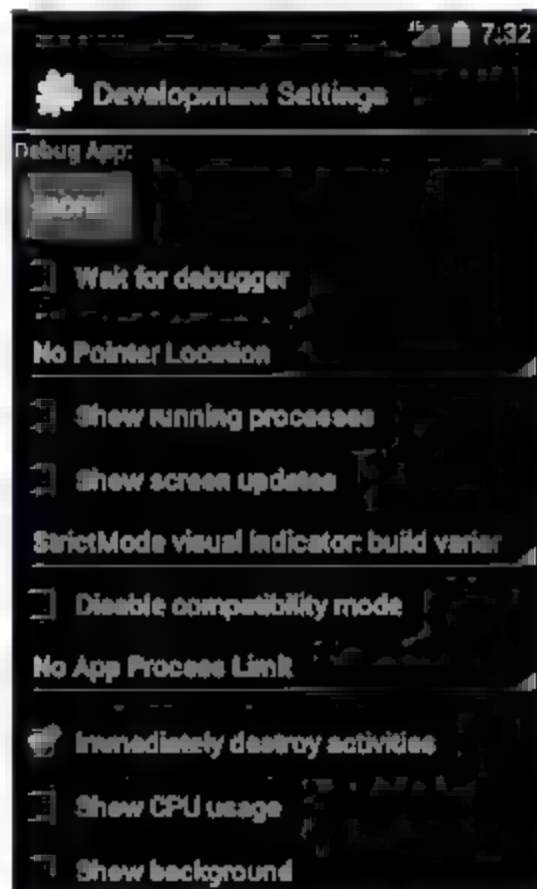 7:32
Development Settings
Debug App:
Wait for debugger
No Pointer Location
Show running processes
Show screen updates
StrictMode visual indicator: build varian
Disable compatibility mode
No App Process Limit
Immediately destroy activities
Show CPU usage
Show background